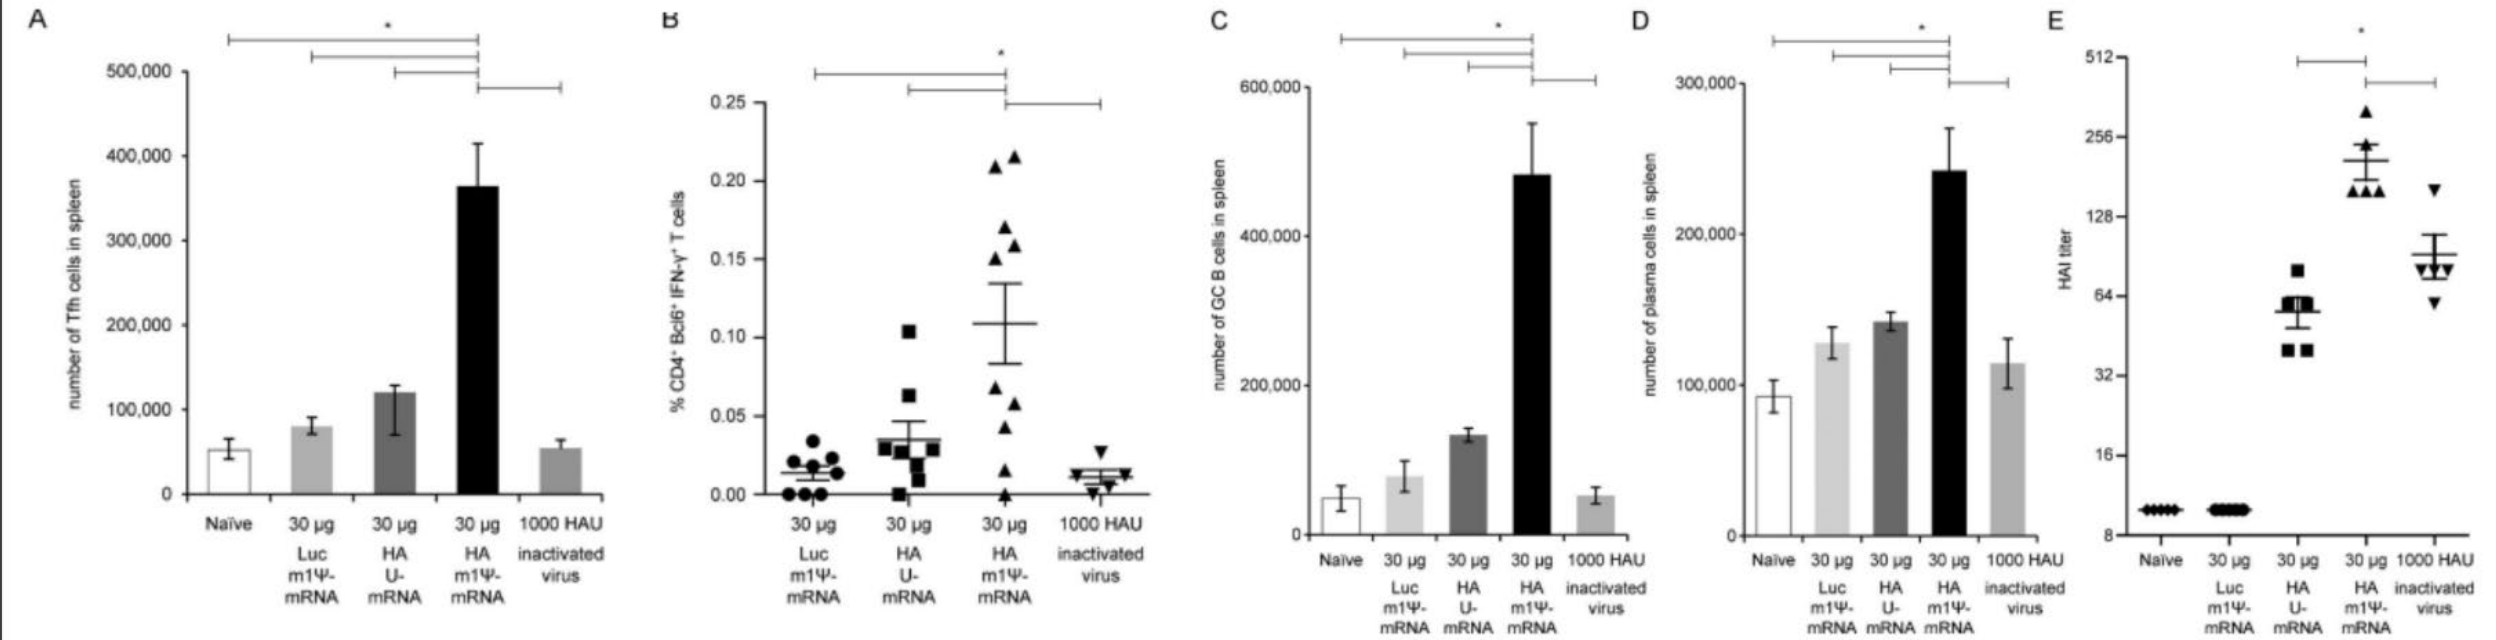 A
*
number of Tfh cells in spleen
500,000
400,000
300,000
200,000
100,000
0
Naïve
30 µg
Luc
m1Ψ-
mRNA
30 µg
HA
U-
mRNA
30 µg
HA
m1Ψ-
mRNA
1000 HAU
inactivated
virus
B
*
% CD4⁺ Bcl6⁺ IFN-γ⁺ T cells
0.25
0.20
0.15
0.10
0.05
0.00
30 µg
Luc
m1Ψ-
mRNA
30 µg
HA
U-
mRNA
30 µg
HA
m1Ψ-
mRNA
1000 HAU
inactivated
virus
C
*
number of GC B cells in spleen
600,000
400,000
200,000
0
Naïve
30 µg
Luc
m1Ψ-
mRNA
30 µg
HA
U-
mRNA
30 µg
HA
m1Ψ-
mRNA
1000 HAU
inactivated
virus
D
*
number of plasma cells in spleen
300,000
200,000
100,000
0
Naïve
30 µg
Luc
m1Ψ-
mRNA
30 µg
HA
U-
mRNA
30 µg
HA
m1Ψ-
mRNA
1000 HAU
inactivated
virus
E
*
HAI titer
512
256
128
64
32
16
8
Naïve
30 µg
Luc
m1Ψ-
mRNA
30 µg
HA
U-
mRNA
30 µg
HA
m1Ψ-
mRNA
1000 HAU
inactivated
virus